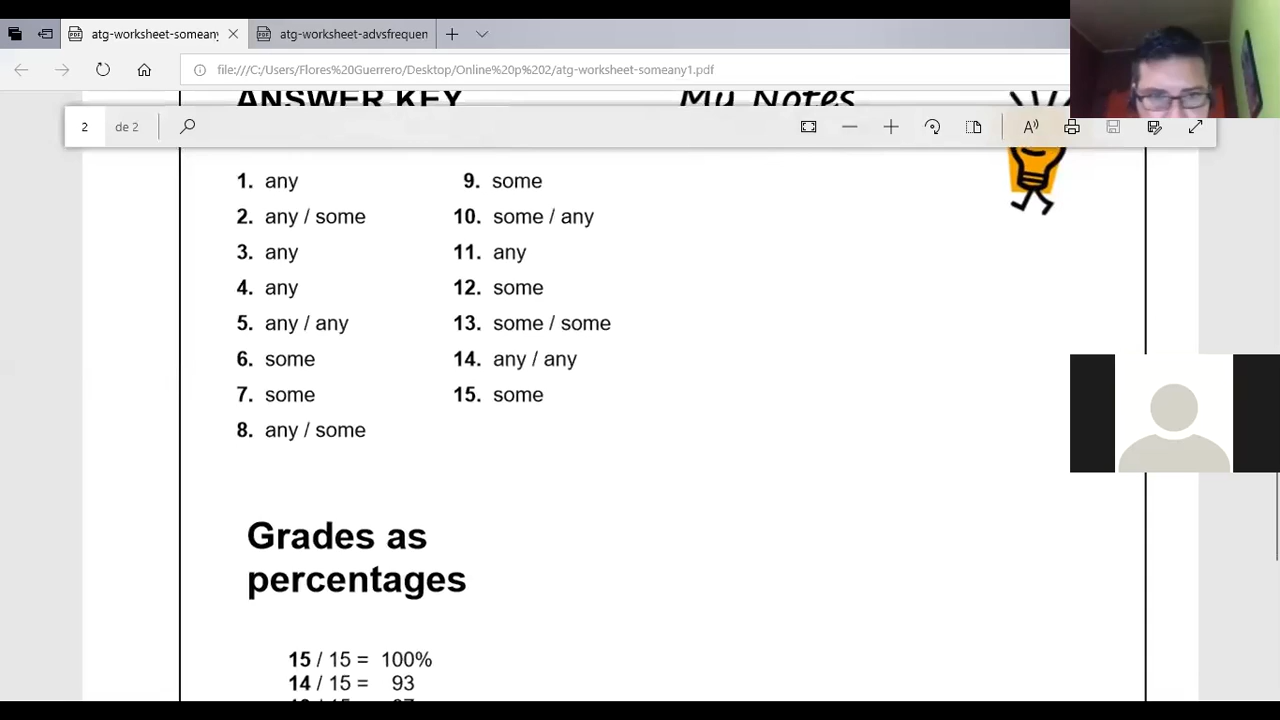 atg-worksheet-someany
atg-worksheet-advsfrequen
file:///C:/Users/Flores%20Guerrero/Desktop/Online%20p%202/atg-worksheet-someany1.pdf
ANSWER KEY
My Notes
2 de 2
1. any
2. any / some
3. any
4. any
5. any / any
6. some
7. some
8. any / some
9. some
10. some / any
11. any
12. some
13. some / some
14. any / any
15. some
Grades as
percentages
15 / 15 = 100%
14 / 15 = 93